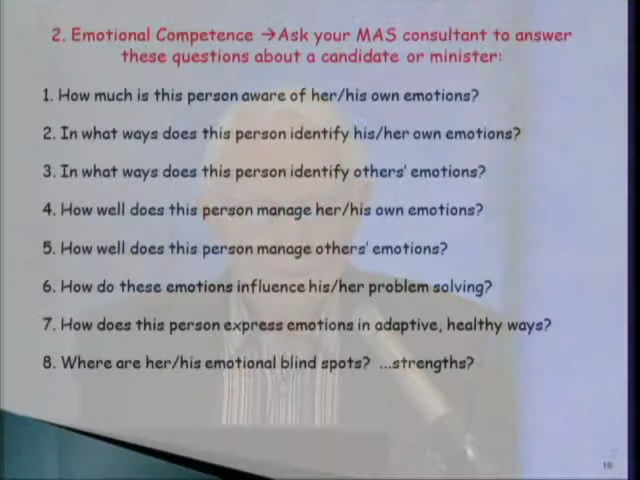 2. Emotional Competence →Ask your MAS consultant to answer
these questions about a candidate or minister:
1. How much is this person aware of her/his own emotions?
2. In what ways does this person identify his/her own emotions?
3. In what ways does this person identify others' emotions?
4. How well does this person manage her/his own emotions?
5. How well does this person manage others' emotions?
6. How do these emotions influence his/her problem solving?
7. How does this person express emotions in adaptive, healthy ways?
8. Where are her/his emotional blind spots? ...strengths?